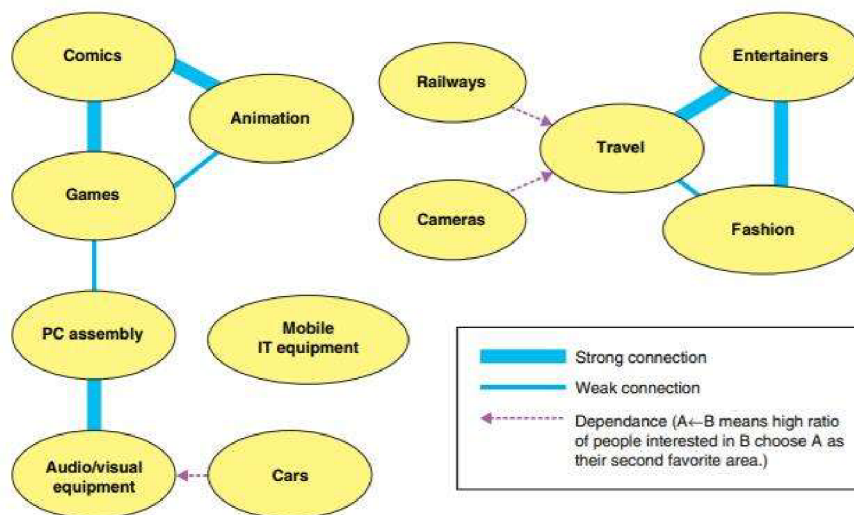 Comics
Animation
Games
PC assembly
Mobile
IT equipment
Audio/visual
equipment
Cars
Railways
Cameras
Travel
Entertainers
Fashion
Strong connection
Weak connection
Dependance (A←B means high ratio
of people interested in B choose A as
their second favorite area.)